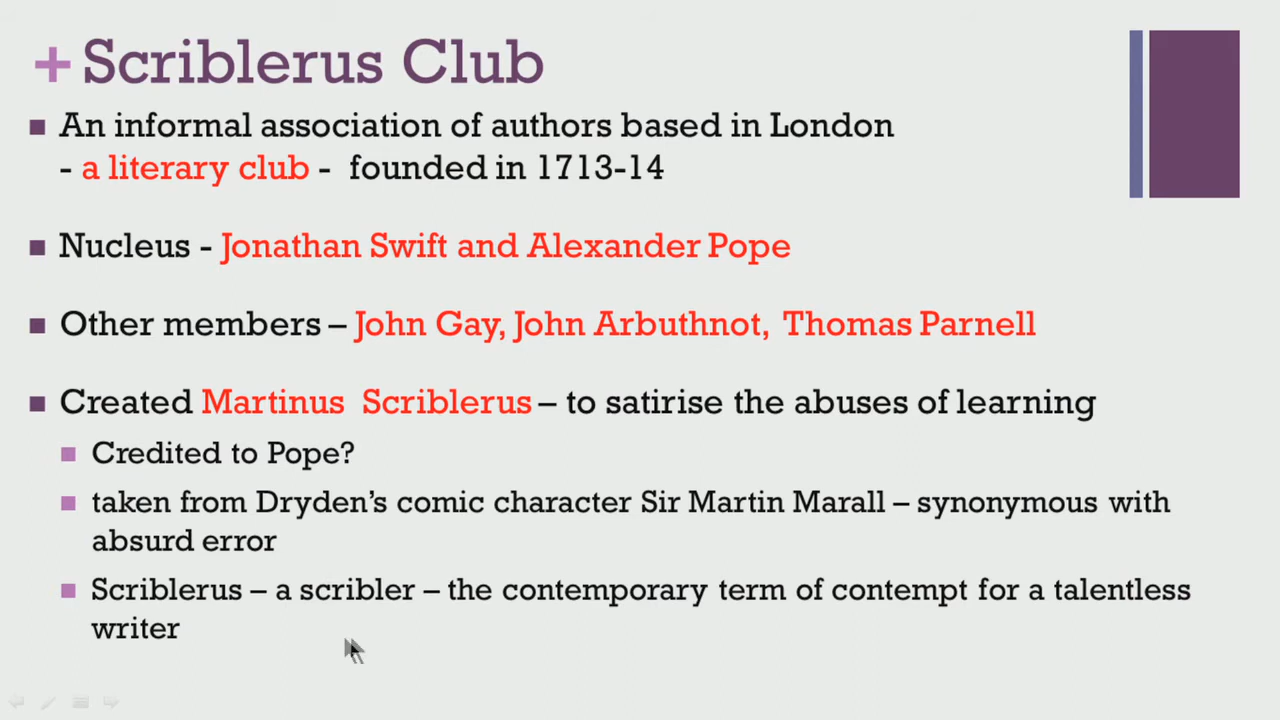 + Scriblerus Club
An informal association of authors based in London
- a literary club - founded in 1713-14
Nucleus - Jonathan Swift and Alexander Pope
Other members – John Gay, John Arbuthnot, Thomas Parnell
Created Martinus Scriblerus – to satirise the abuses of learning
Credited to Pope?
taken from Dryden's comic character Sir Martin Marall – synonymous with
absurd error
Scriblerus – a scribler – the contemporary term of contempt for a talentless
writer